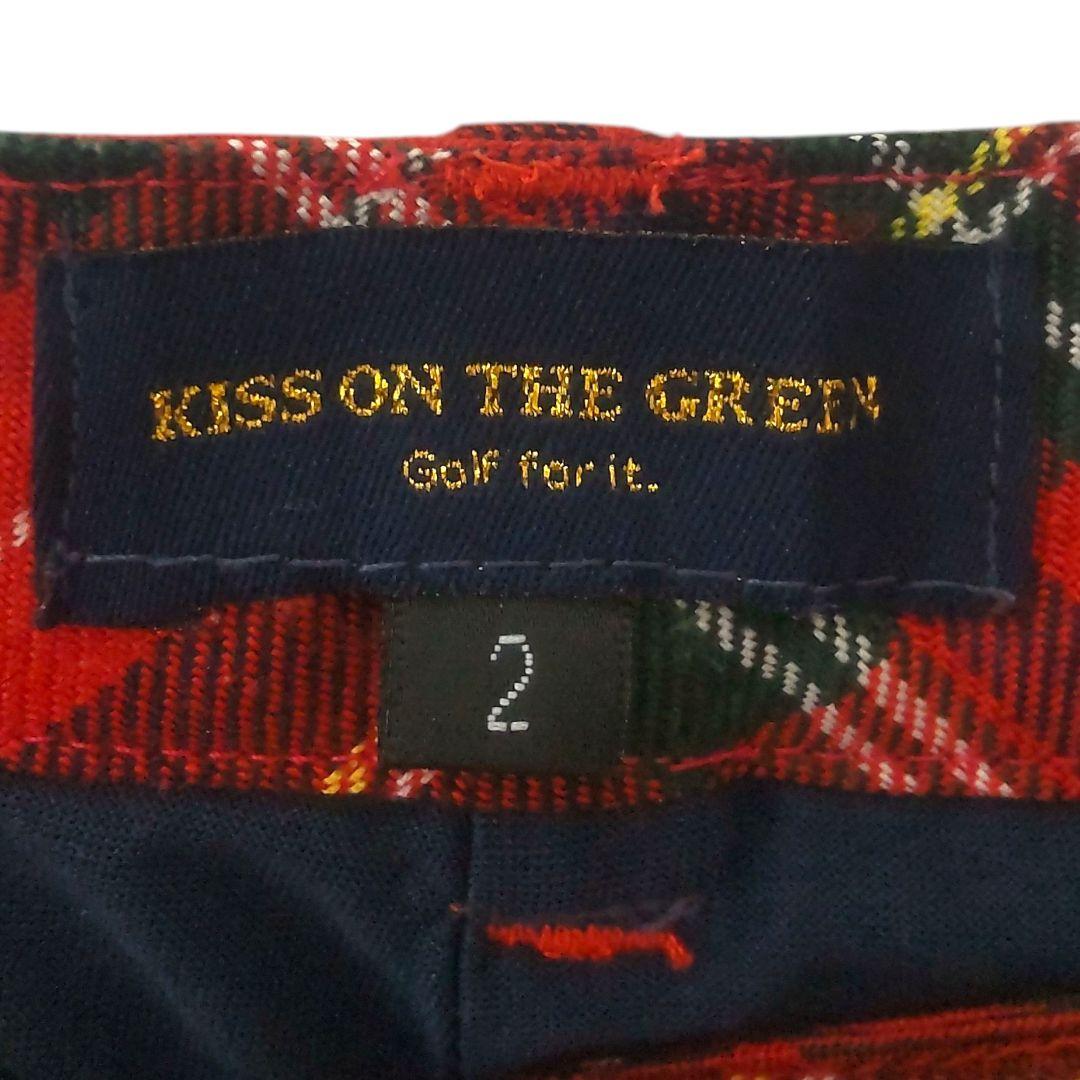 KISS ON THE GREEN
Golf for it.
2